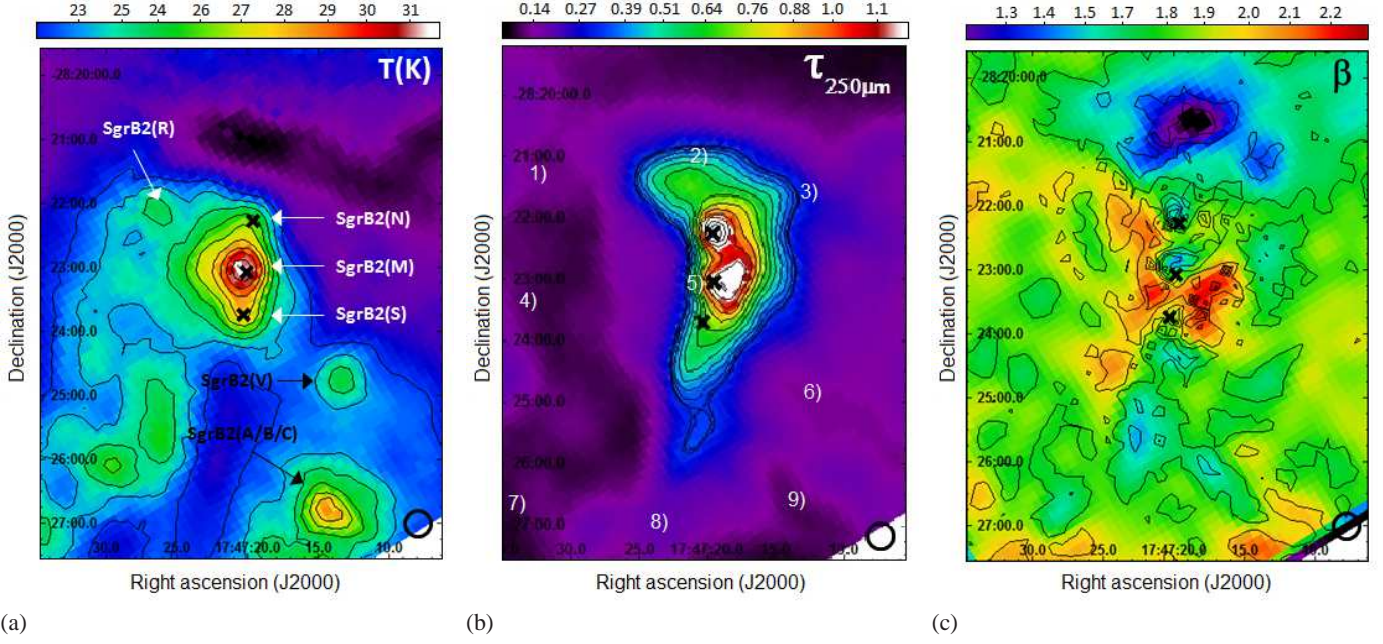 23 24 25 26 27 28 29 30 31
T(K)
-28:20:00.0
SgrB2(R)
21:00.0
22:00.0
SgrB2(N)
23:00.0
SgrB2(M)
SgrB2(S)
24:00.0
SgrB2(V)
25:00.0
SgrB2(A/B/C)
26:00.0
27:00.0
30.0 25.0 17:47:20.0 15.0 10.0
Declination (J2000)
Right ascension (J2000)
(a)
0.14 0.27 0.39 0.51 0.64 0.76 0.88 1.0 1.1
τ250μm
-28:20:00.0
21:00.0
1)
2)
3)
22:00.0
23:00.0
4)
5)
24:00.0
25:00.0
6)
26:00.0
7)
8)
9)
27:00.0
30.0 25.0 17:47:20.0 15.0 10.0
Declination (J2000)
Right ascension (J2000)
(b)
1.3 1.4 1.5 1.7 1.8 1.9 2.0 2.1 2.2
β
-28:20:00.0
21:00.0
22:00.0
23:00.0
24:00.0
25:00.0
26:00.0
27:00.0
30.0 25.0 17:47:20.0 15.0 10.0
Declination (J2000)
Right ascension (J2000)
(c)